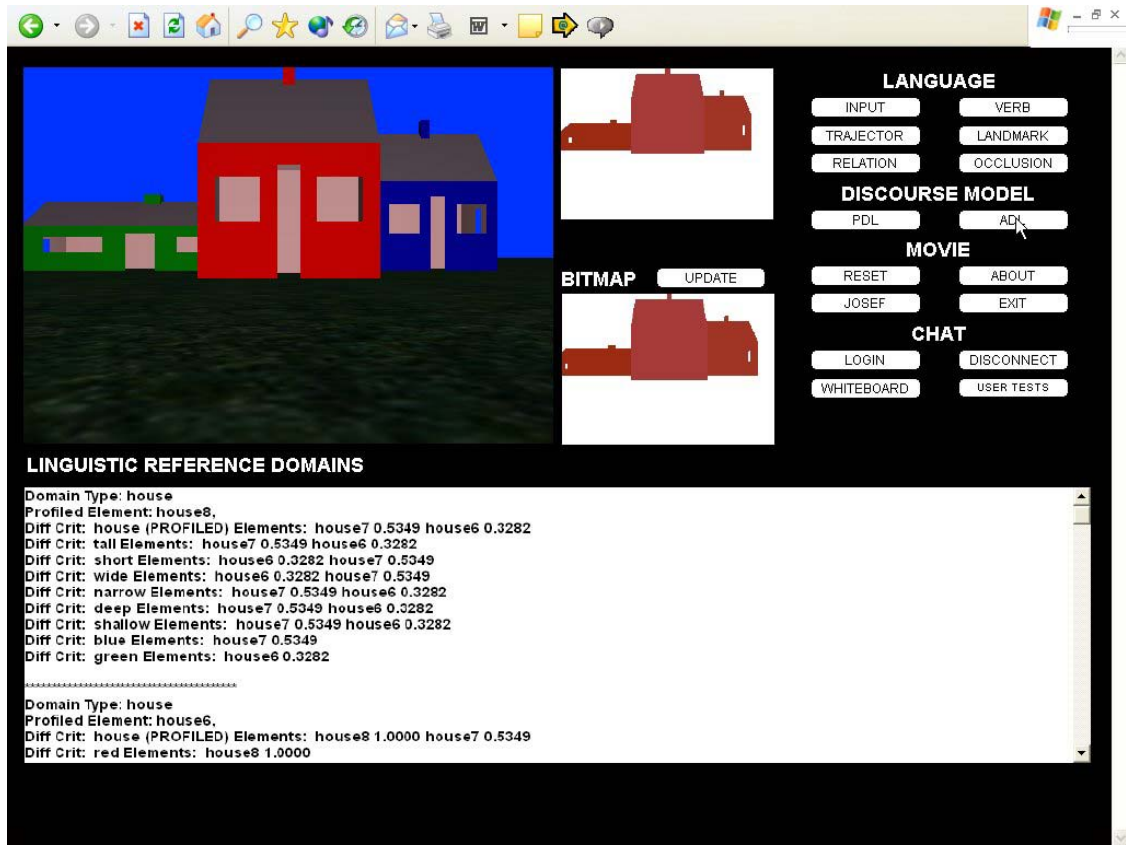 LANGUAGE
INPUT VERB
TRAJECTOR LANDMARK
RELATION OCCLUSION
DISCOURSE MODEL
PDL ADL
MOVIE
BITMAP UPDATE
RESET ABOUT
JOSEF EXIT
CHAT
LOGIN DISCONNECT
WHITEBOARD USER TESTS
LINGUISTIC REFERENCE DOMAINS
Domain Type: house
Profiled Element: house8,
Diff Crit: house (PROFILED) Elements: house7 0.5349 house6 0.3282
Diff Crit: tall Elements: house7 0.5349 house6 0.3282
Diff Crit: short Elements: house6 0.3282 house7 0.5349
Diff Crit: wide Elements: house6 0.3282 house7 0.5349
Diff Crit: narrow Elements: house7 0.5349 house6 0.3282
Diff Crit: deep Elements: house7 0.5349 house6 0.3282
Diff Crit: shallow Elements: house7 0.5349 house6 0.3282
Diff Crit: blue Elements: house7 0.5349
Diff Crit: green Elements: house6 0.3282
Domain Type: house
Profiled Element: house6,
Diff Crit: house (PROFILED) Elements: house8 1.0000 house7 0.5349
Diff Crit: red Elements: house8 1.0000